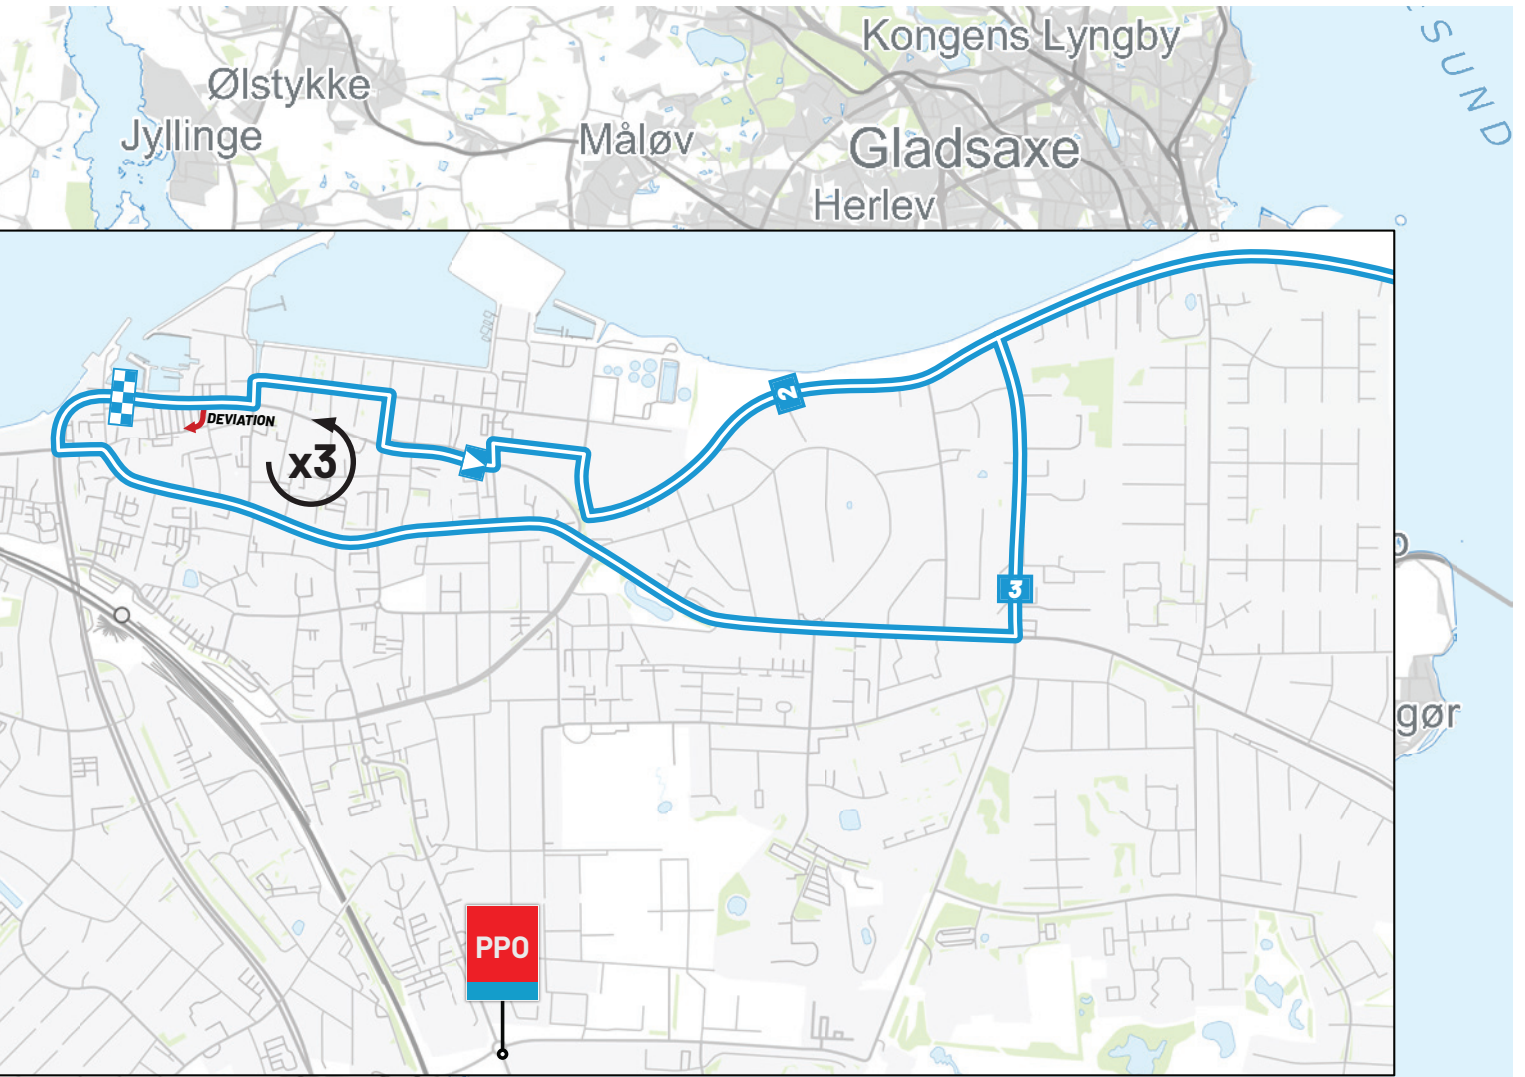 Kongens Lyngby
SUND
Ølstykke
Jyllinge
Måløv
Gladsaxe
Herlev
2
DEVIATION
x3
3
gør
PPO